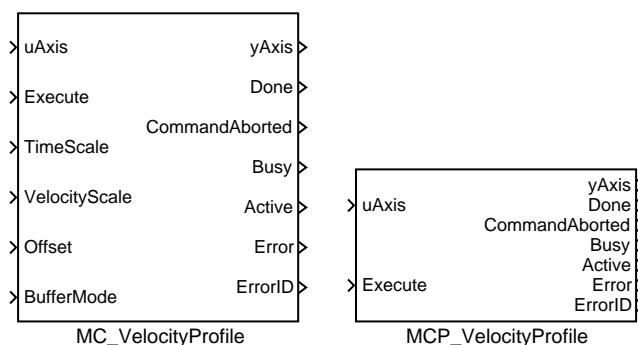 uAxis
Execute
TimeScale
VelocityScale
Offset
BufferMode
yAxis
Done
CommandAborted
Busy
Active
Error
ErrorID
MC_VelocityProfile
uAxis
Execute
yAxis
Done
CommandAborted
Busy
Active
Error
ErrorID
MCP_VelocityProfile